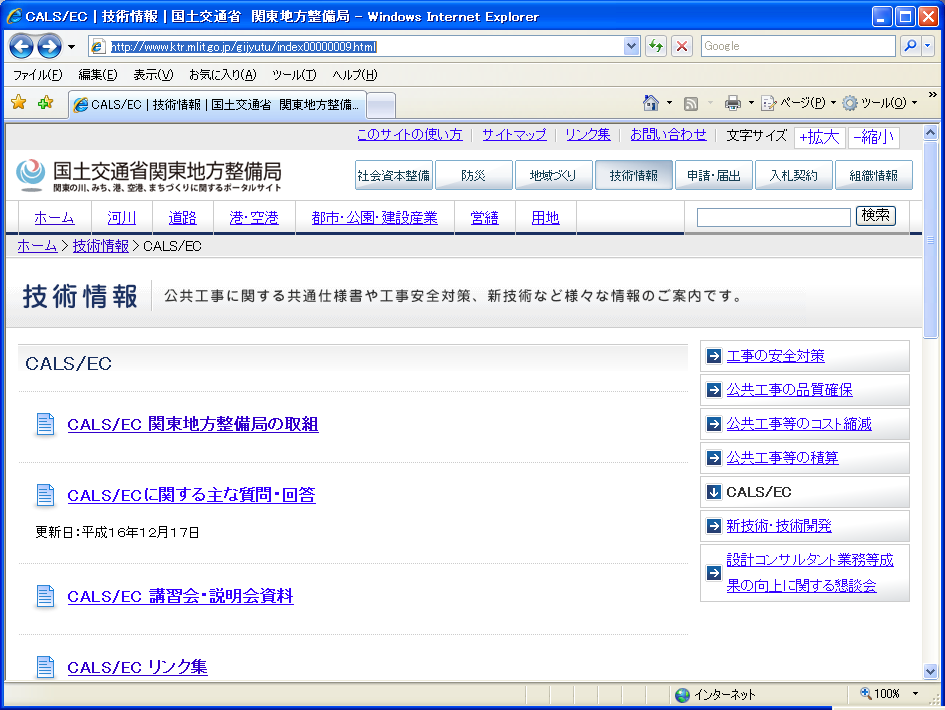 CALS/EC | 技術情報 | 国土交通省 関東地方整備局 - Windows Internet Explorer
http://www.ktr.mlit.go.jp/gijyutu/index00000009.html
Google
ファイル(F) 編集(E) 表示(V) お気に入り(A) ツール(T) ヘルプ(H)
CALS/EC | 技術情報 | 国土交通省 関東地方整備... ページ(P) ツール(O) »
このサイトの使い方 サイトマップ リンク集 お問い合わせ 文字サイズ +拡大 -縮小
国土交通省関東地方整備局
関東の川、みち、港、空港、まちづくりに関するポータルサイト
社会資本整備 防災 地域づくり 技術情報 申請・届出 入札契約 組織情報
ホーム 河川 道路 港・空港 都市・公園・建設産業 営繕 用地 検索
ホーム > 技術情報 > CALS/EC
技術情報 公共工事に関する共通仕様書や工事安全対策、新技術など様々な情報のご案内です。
CALS/EC
CALS/EC 関東地方整備局の取組
CALS/ECに関する主な質問・回答
更新日:平成16年12月17日
CALS/EC 講習会・説明会資料
CALS/EC リンク集
工事の安全対策
公共工事の品質確保
公共工事等のコスト縮減
公共工事等の積算
CALS/EC
新技術・技術開発
設計コンサルタント業務等成
果の向上に関する懇談会
インターネット 100%